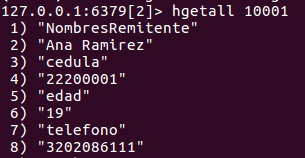 127.0.0.1:6379[2]> hgetall 10001
1) "NombresRemitente"
2) "Ana Ramirez"
3) "cedula"
4) "22200001"
5) "edad"
6) "19"
7) "telefono"
8) "3202086111"